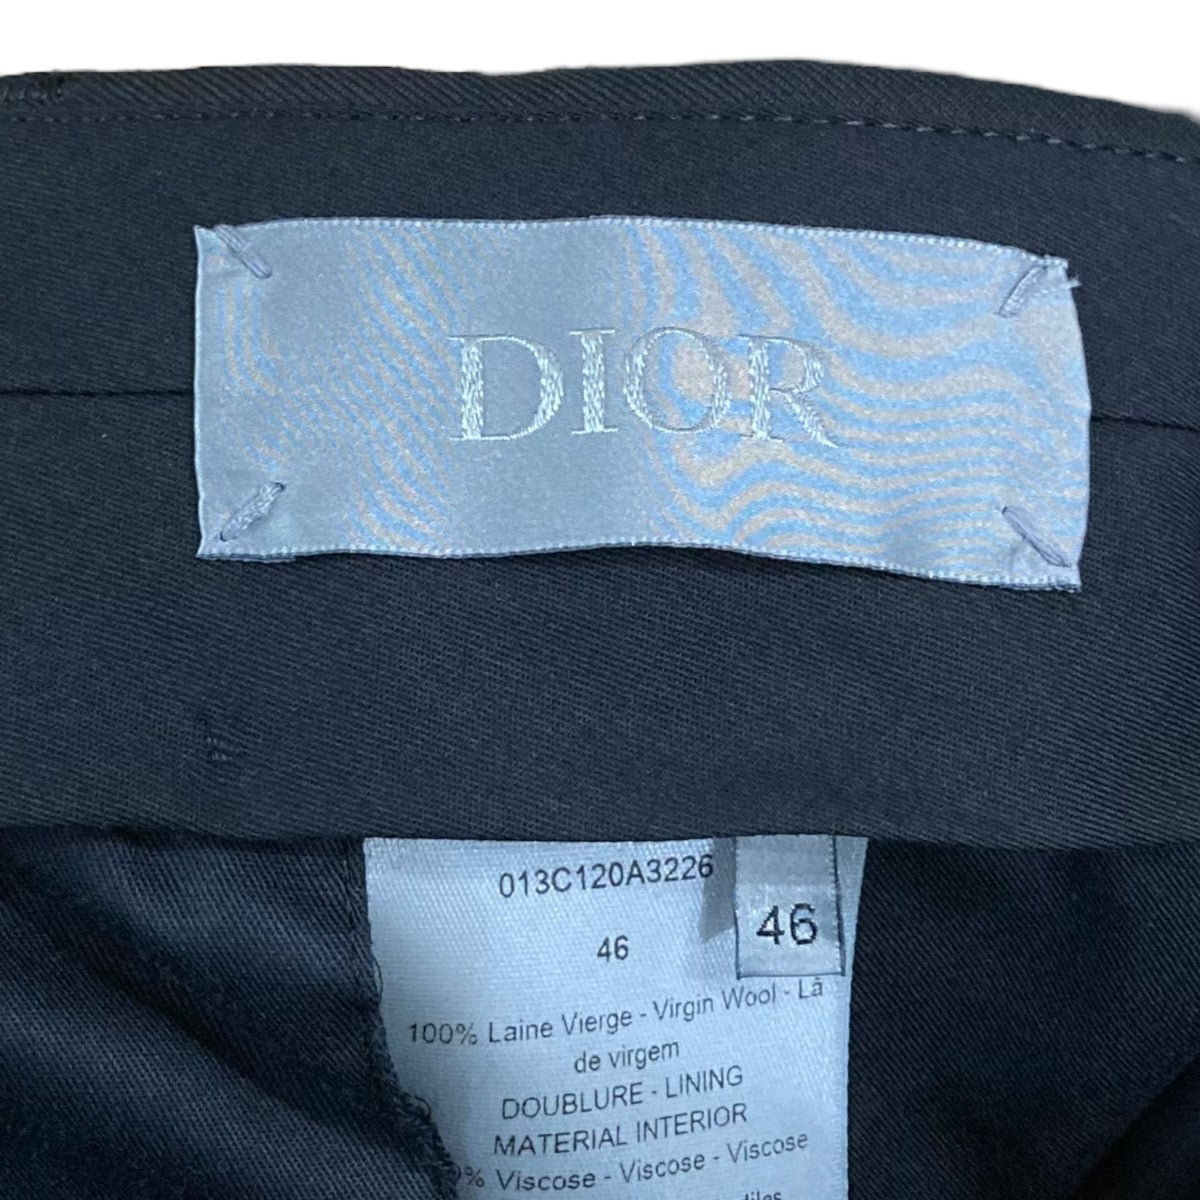 DIOR
013C120A3226
46
46
100% Laine Vierge - Virgin Wool - Lã
de virgem
DOUBLURE - LINING
MATERIAL INTERIOR
% Viscose - Viscose - Viscose